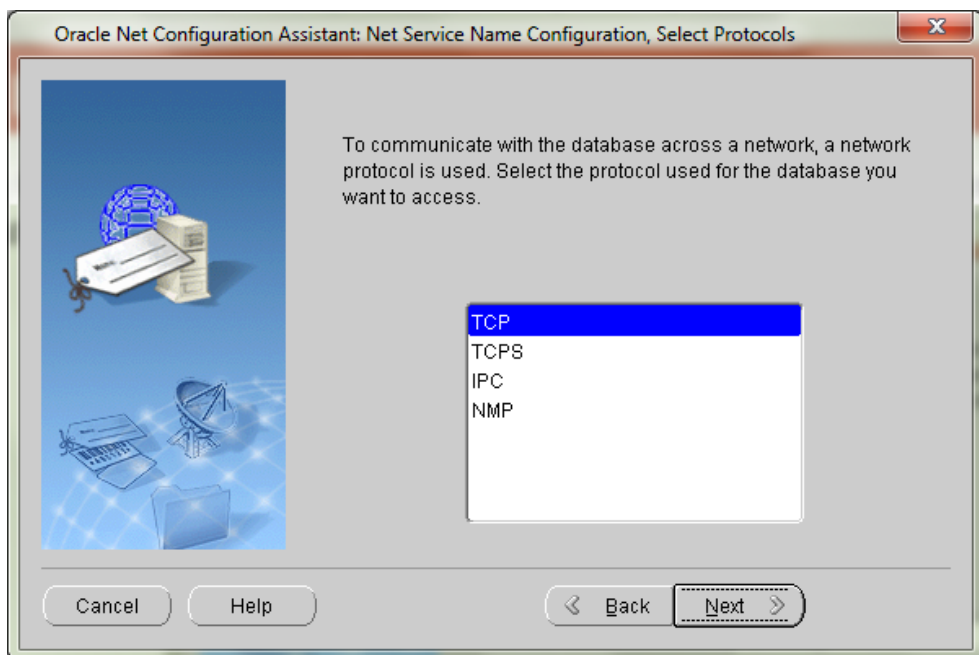 Oracle Net Configuration Assistant: Net Service Name Configuration, Select Protocols
To communicate with the database across a network, a network
protocol is used. Select the protocol used for the database you
want to access.
TCP
TCPS
IPC
NMP
Cancel
Help
Back
Next